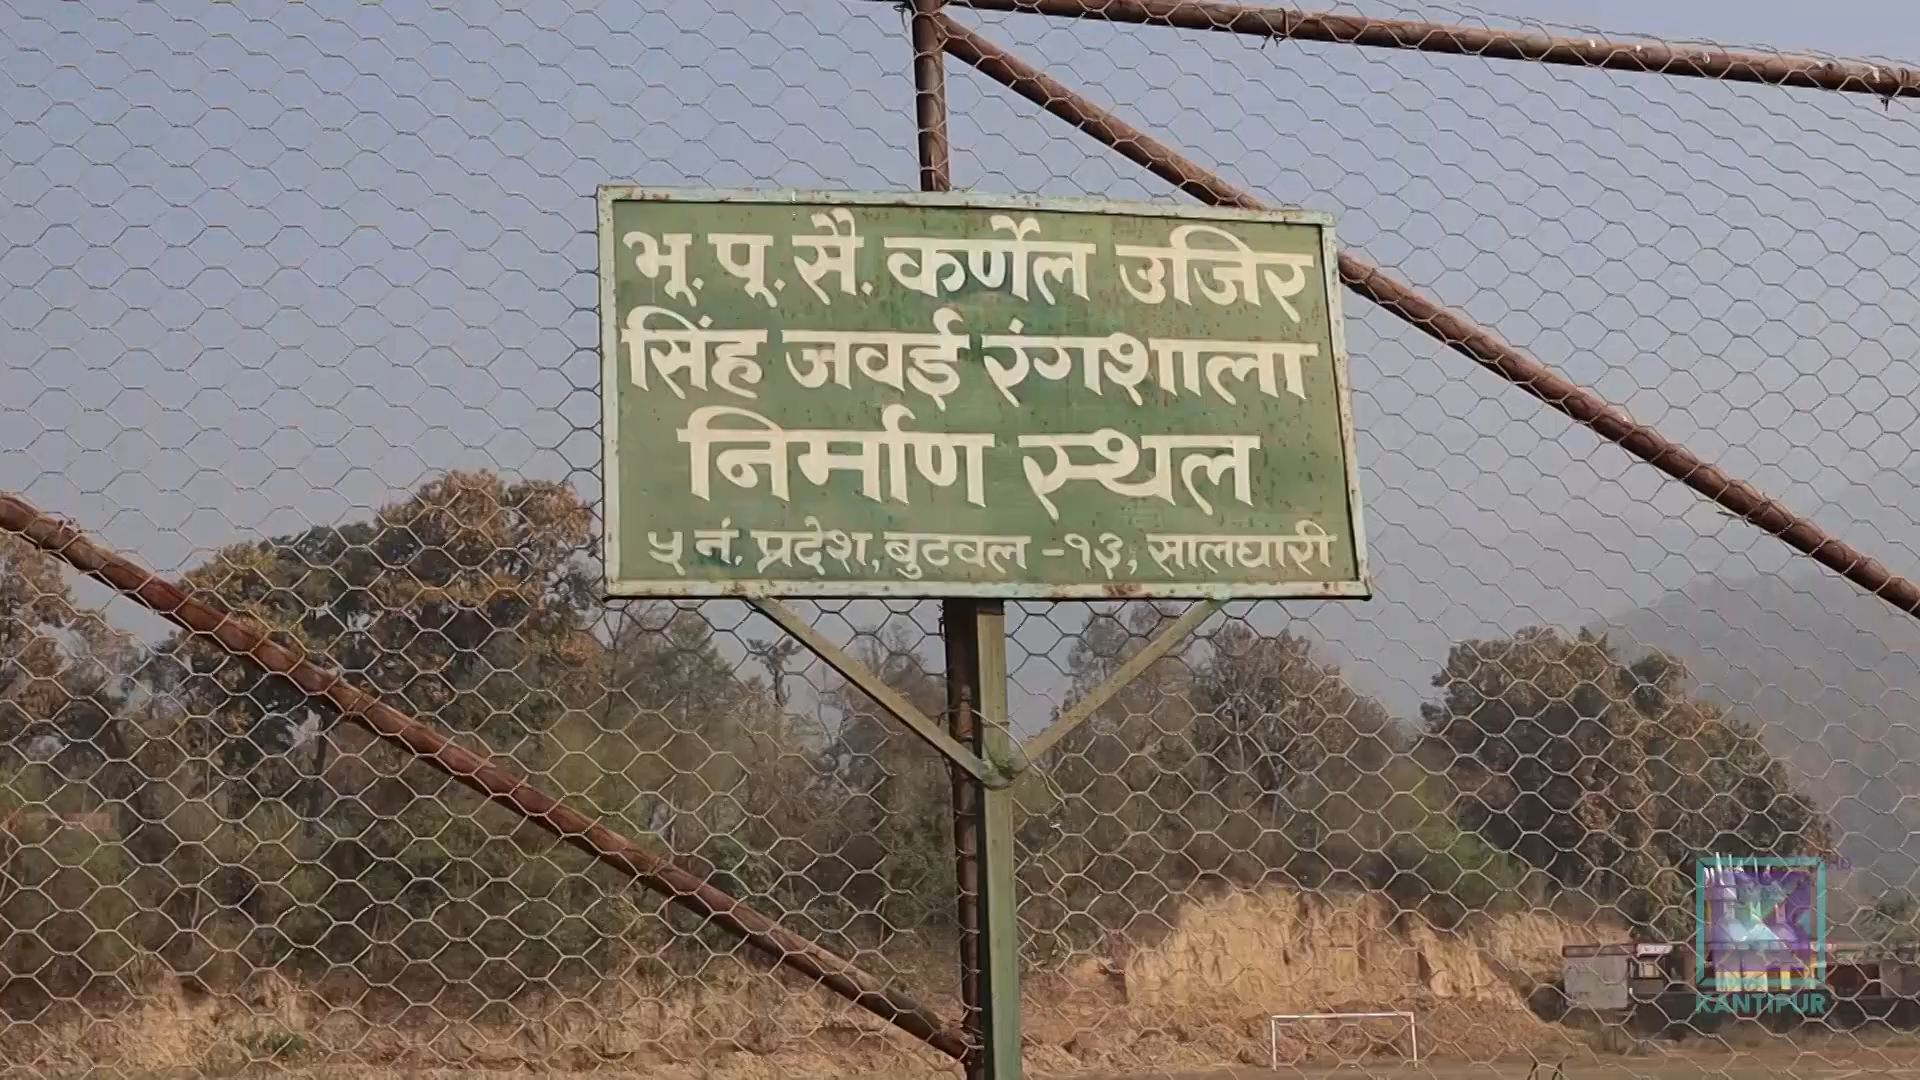 भू.पू.सै.कर्णेल उजिर
सिंह जवई रंगशाला
निर्माण स्थल
५ नं. प्रदेश, बुटवल -१३, सालघारी
KANTIPUR